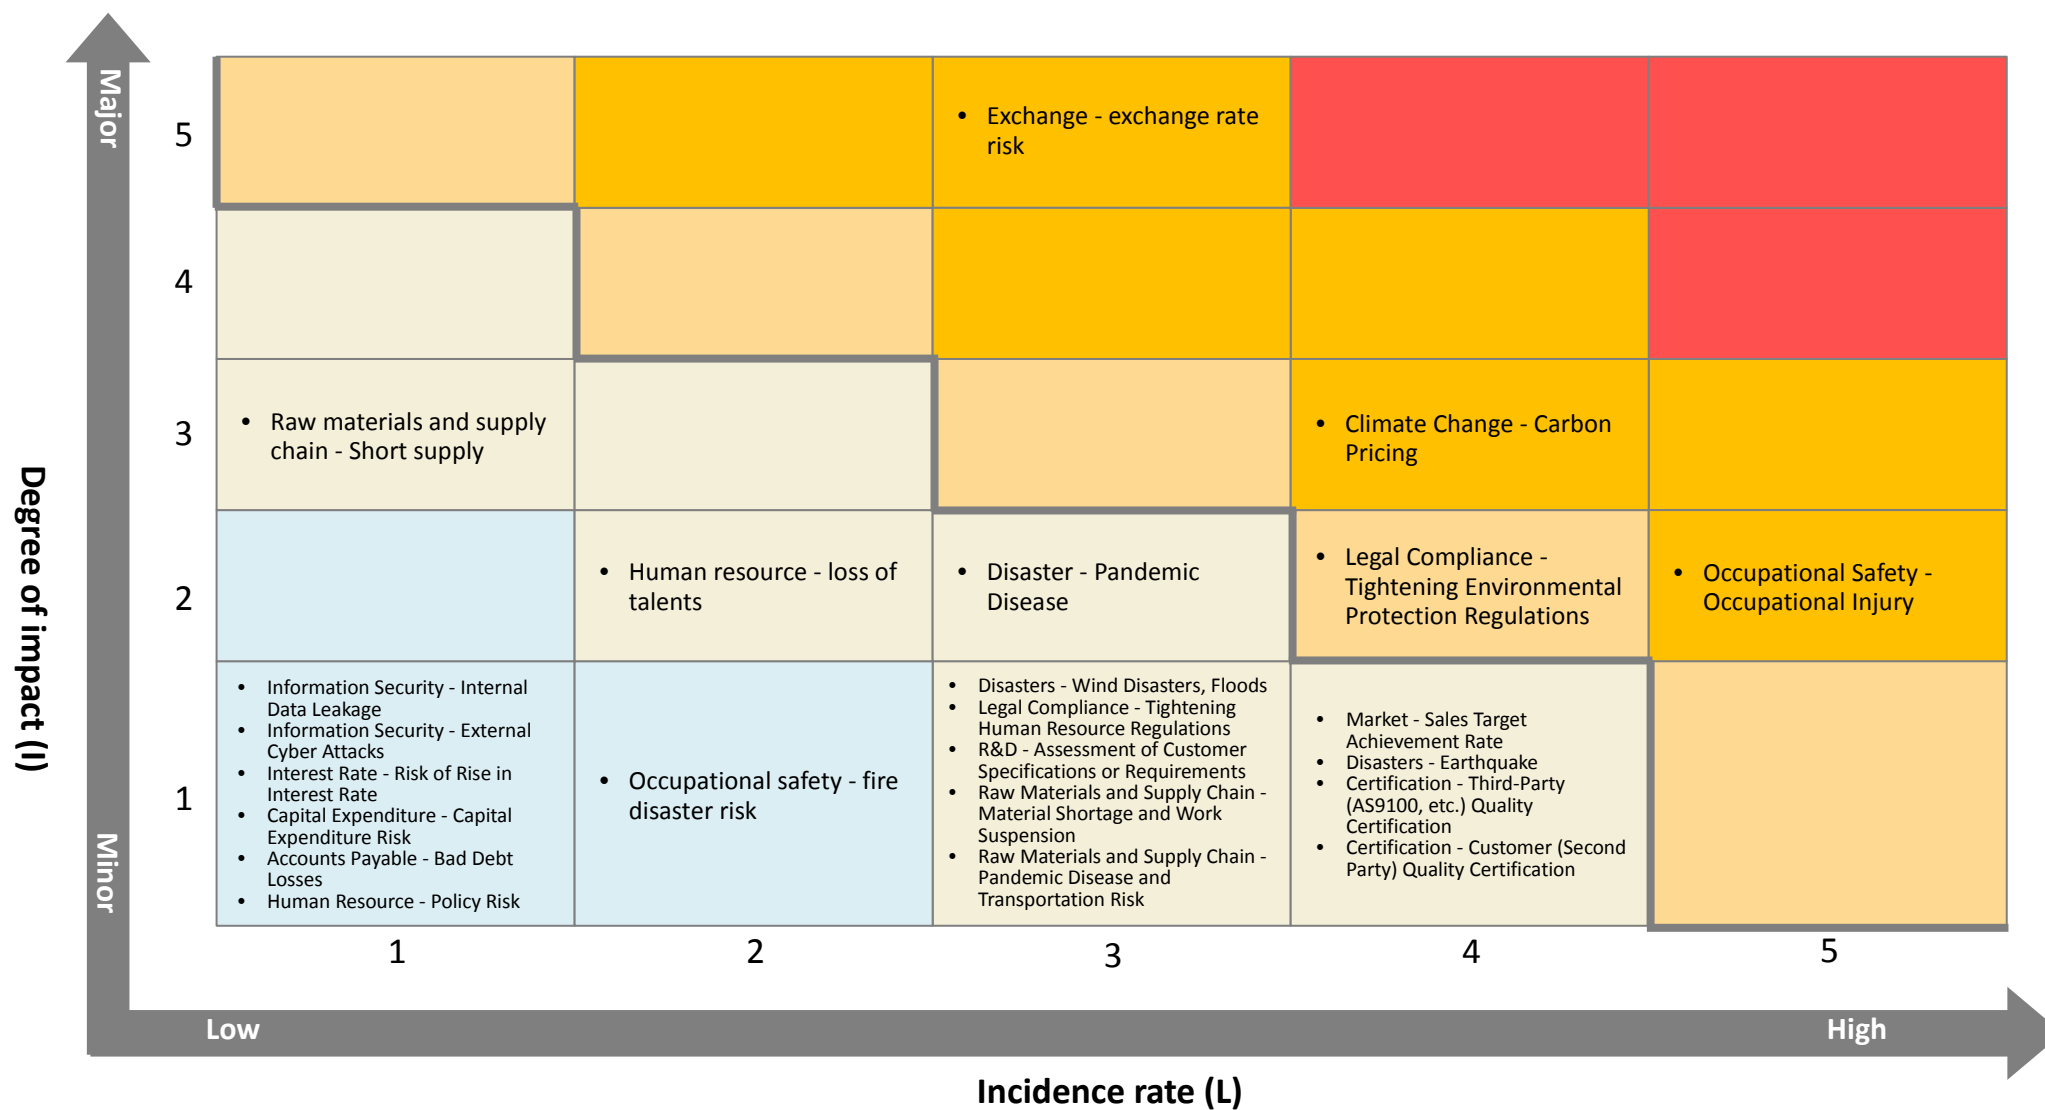 Major
5
• Exchange - exchange rate
risk
4
3
• Raw materials and supply
chain - Short supply
• Climate Change - Carbon
Pricing
Degree of impact (I)
2
• Human resource - loss of
talents
• Disaster - Pandemic
Disease
• Legal Compliance -
Tightening Environmental
Protection Regulations
• Occupational Safety -
Occupational Injury
Minor
1
• Information Security - Internal
Data Leakage
• Information Security - External
Cyber Attacks
• Interest Rate - Risk of Rise in
Interest Rate
• Capital Expenditure - Capital
Expenditure Risk
• Accounts Payable - Bad Debt
Losses
• Human Resource - Policy Risk
• Occupational safety - fire
disaster risk
• Disasters - Wind Disasters, Floods
• Legal Compliance - Tightening
Human Resource Regulations
• R&D - Assessment of Customer
Specifications or Requirements
• Raw Materials and Supply Chain -
Material Shortage and Work
Suspension
• Raw Materials and Supply Chain -
Pandemic Disease and
Transportation Risk
• Market - Sales Target
Achievement Rate
• Disasters - Earthquake
• Certification - Third-Party
(AS9100, etc.) Quality
Certification
• Certification - Customer (Second
Party) Quality Certification
1
2
3
4
5
Low
High
Incidence rate (L)